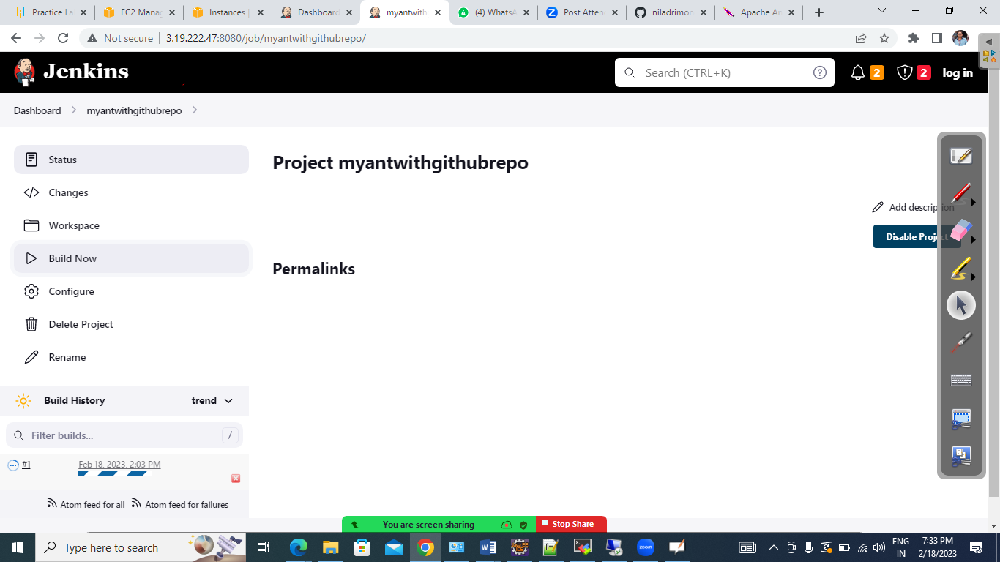 Practice La
EC2 Mana
Instances |
Dashboard
myantwith
4
(4) WhatsA
Post Atten
niladrimon
Apache An
Not secure
3.19.222.47:8080/job/myantwithgithubrepo/
Jenkins
Search (CTRL+K)
?
2
2
log in
Dashboard
myantwithgithubrepo
Status
Changes
Workspace
Build Now
Configure
Delete Project
Rename
Project myantwithgithubrepo
Add description
Disable Project
Permalinks
Build History
trend
Filter builds...
/
#1
Feb 18, 2023, 2:03 PM
Atom feed for all
Atom feed for failures
You are screen sharing
Stop Share
Type here to search
zoom
ENG
IN
7:33 PM
2/18/2023